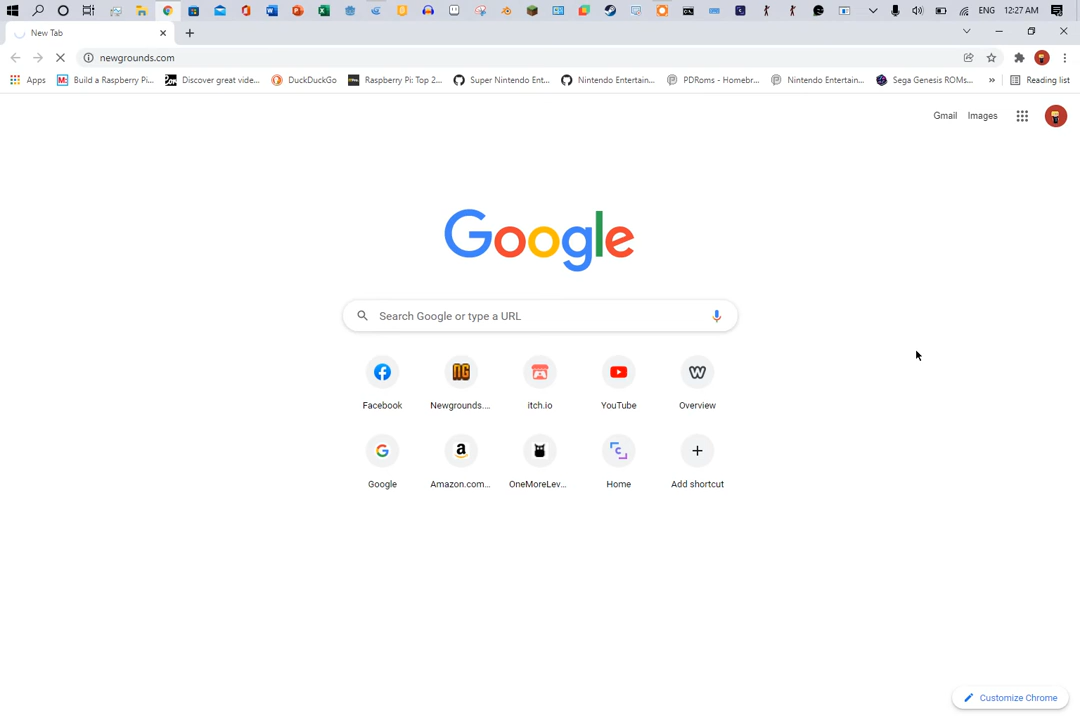 ENG 12:27 AM
New Tab
newgrounds.com
Apps M: Build a Raspberry Pi... Discover great vide... DuckDuckGo Raspberry Pi: Top 2... Super Nintendo Ent... Nintendo Entertain... PDRoms - Homebr... Nintendo Entertain... Sega Genesis ROMs... » Reading list
Gmail Images
Google
Search Google or type a URL
Facebook Newgrounds.... itch.io YouTube Overview
Google Amazon.com... OneMoreLev... Home Add shortcut
Customize Chrome